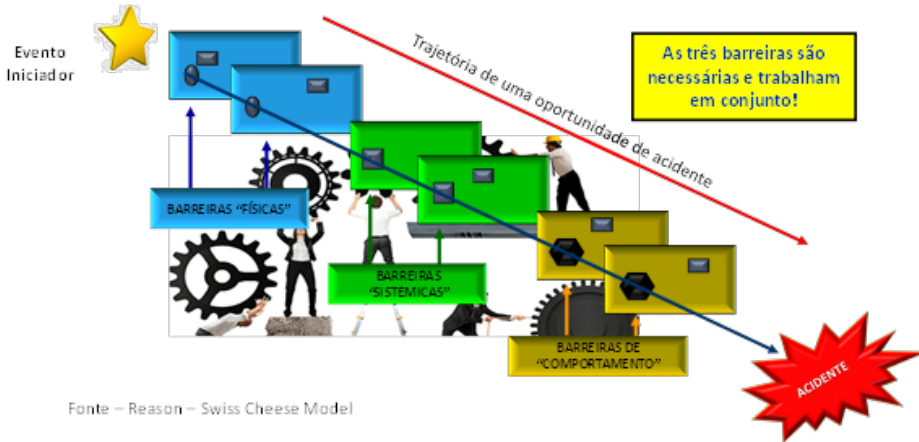 Evento
Iniciador
Trajetória de uma oportunidade de acidente
As três barreiras são
necessárias e trabalham
em conjunto!
BARREIRAS “FÍSICAS”
BARREIRAS
“SISTEMICAS”
BARREIRAS DE
“COMPORTAMENTO”
ACIDENTE
Fonte – Reason – Swiss Cheese Model